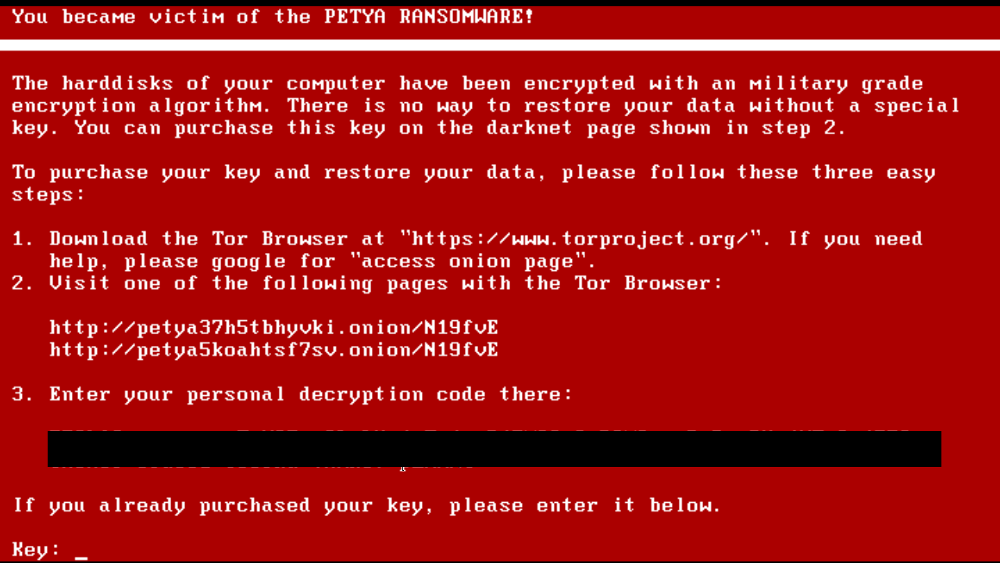 You became victim of the PETYA RANSOMWARE!
The harddisks of your computer have been encrypted with an military grade
encryption algorithm. There is no way to restore your data without a special
key. You can purchase this key on the darknet page shown in step 2.
To purchase your key and restore your data, please follow these three easy
steps:
1. Download the Tor Browser at "https://www.torproject.org/". If you need
help, please google for "access onion page".
2. Visit one of the following pages with the Tor Browser:
http://petya37h5tbhyvki.onion/N19fvE
http://petya5koahtsf7sv.onion/N19fvE
3. Enter your personal decryption code there:
If you already purchased your key, please enter it below.
Key: _